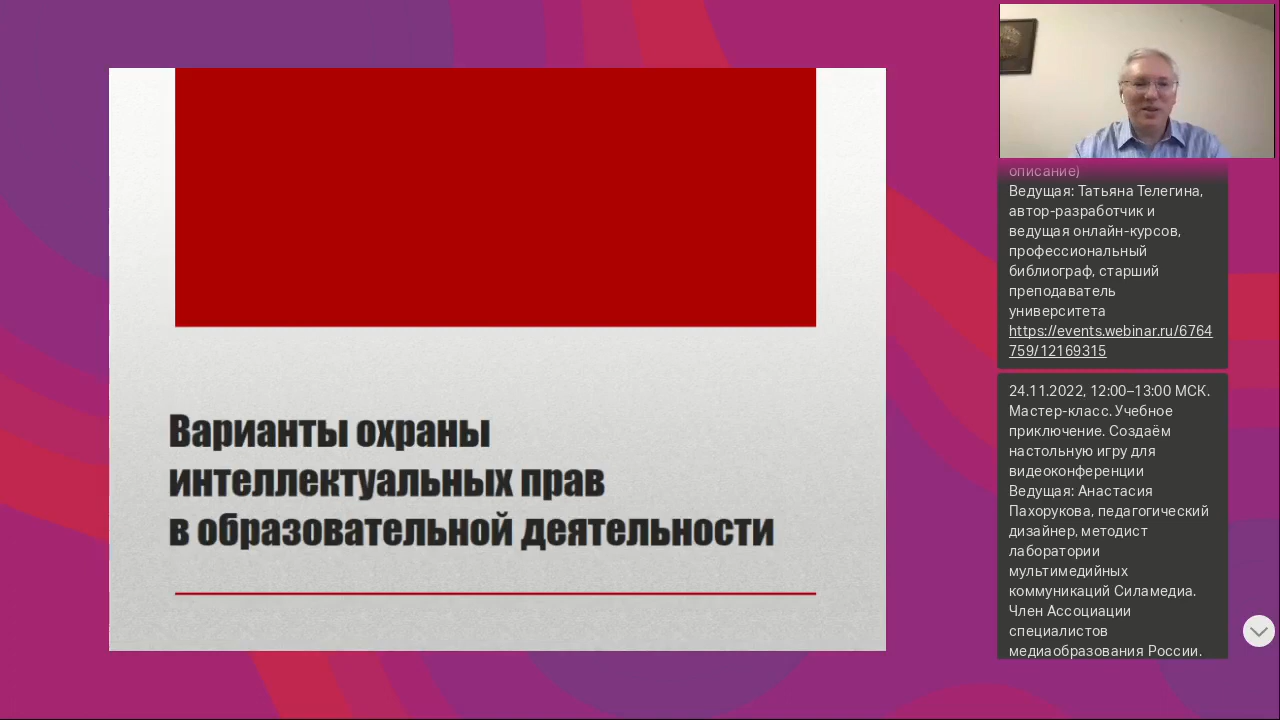 Варианты охраны
интеллектуальных прав
в образовательной деятельности
описание)
Ведущая: Татьяна Телегина,
автор-разработчик и
ведущая онлайн-курсов,
профессиональный
библиограф, старший
преподаватель
университета
https://events.webinar.ru/6764
759/12169315
24.11.2022, 12:00–13:00 МСК.
Мастер-класс. Учебное
приключение. Создаём
настольную игру для
видеоконференции
Ведущая: Анастасия
Пахорукова, педагогический
дизайнер, методист
лаборатории
мультимедийных
коммуникаций Силамедиа.
Член Ассоциации
специалистов
медиаобразования России.